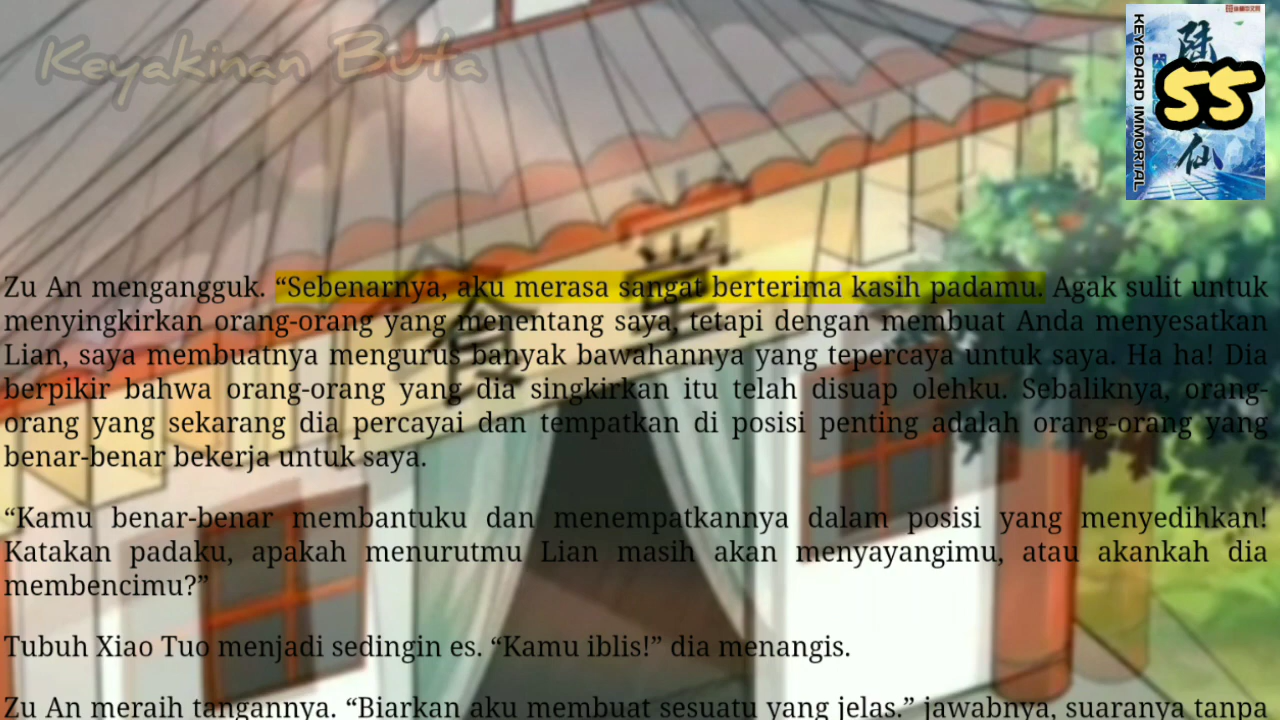 Keyakinan Buta
KEYBOARD IMMORTAL
陆
仙
55
食堂
Zu An mengangguk. “Sebenarnya, aku merasa sangat berterima kasih padamu. Agak sulit untuk
menyingkirkan orang-orang yang menentang saya, tetapi dengan membuat Anda menyesatkan
Lian, saya membuatnya mengurus banyak bawahannya yang tepercaya untuk saya. Ha ha! Dia
berpikir bahwa orang-orang yang dia singkirkan itu telah disuap olehku. Sebaliknya, orang-
orang yang sekarang dia percayai dan tempatkan di posisi penting adalah orang-orang yang
benar-benar bekerja untuk saya.
“Kamu benar-benar membantuku dan menempatkannya dalam posisi yang menyedihkan!
Katakan padaku, apakah menurutmu Lian masih akan menyayangimu, atau akankah dia
membencimu?”
Tubuh Xiao Tuo menjadi sedingin es. “Kamu iblis!” dia menangis.
Zu An meraih tangannya. “Biarkan aku membuat sesuatu yang jelas.” jawabnya, suaranya tanpa